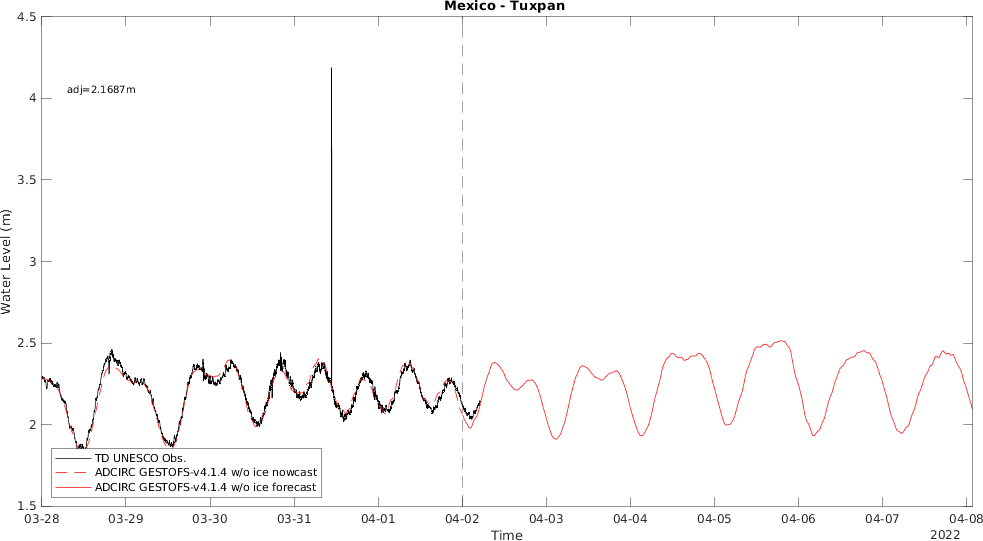 Mexico - Tuxpan
4.5
adj=2.1687m
4
3.5
3
2.5
2
1.5
Water Level (m)
TD UNESCO Obs.
ADCIRC GESTOFS-v4.1.4 w/o ice nowcast
ADCIRC GESTOFS-v4.1.4 w/o ice forecast
03-28 03-29 03-30 03-31 04-01 04-02 04-03 04-04 04-05 04-06 04-07 04-08
Time
2022